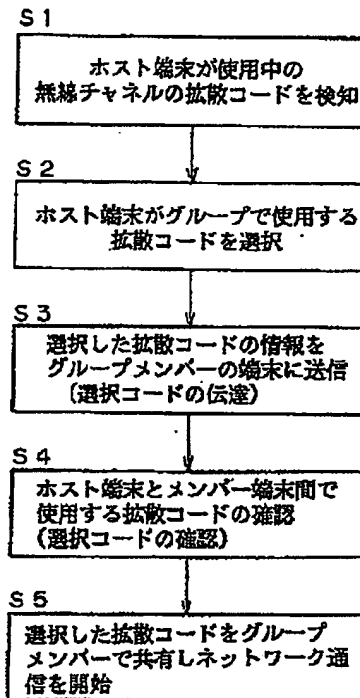 S1
ホスト端末が使用中の
無線チャネルの拡散コードを検知
S2
ホスト端末がグループで使用する
拡散コードを選択
S3
選択した拡散コードの情報を
グループメンバーの端末に送信
(選択コードの伝達)
S4
ホスト端末とメンバー端末間で
使用する拡散コードの確認
(選択コードの確認)
S5
選択した拡散コードをグループ
メンバーで共有しネットワーク通
信を開始